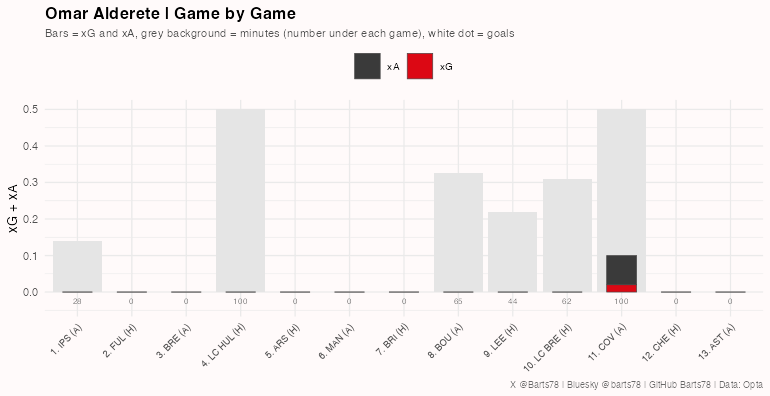 Omar Alderete | Game by Game
Bars = xG and xA, grey background = minutes (number under each game), white dot = goals
xA xG
xG + xA
0.5
0.4
0.3
0.2
0.1
0.0
28 0 0 100 0 0 0 65 44 62 100 0 0
1. IPS (A)
2. FUL (H)
3. BRE (A)
4. LC HUL (H)
5. ARS (H)
6. MAN (A)
7. BRI (H)
8. BOU (A)
9. LEE (H)
10. LC BRE (H)
11. COV (A)
12. CHE (H)
13. AST (A)
X @Barts78 | Bluesky @barts78 | GitHub Barts78 | Data: Opta